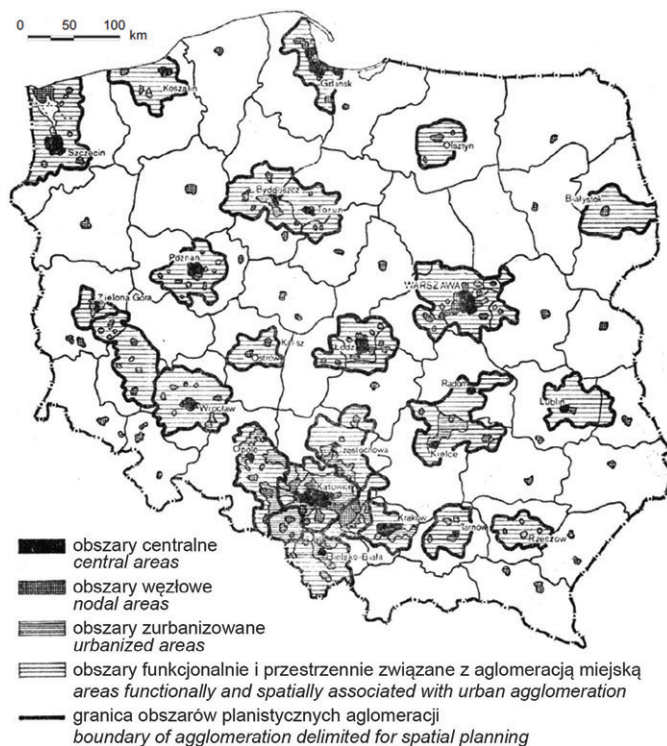 0 50 100
km
Koszalin
Gdańsk
Szczecin
Olsztyn
Bydgoszcz
Toruń
Białystok
Poznań
WARSZAWA
Zielona Góra
Kalisz
Ostrów
Łódź
Radom
Wrocław
Lublin
Kielce
Opole
Częstochowa
Katowice
Kraków
Tarnów
Rzeszów
Bielsko-Biała
obszary centralne
central areas
obszary węzłowe
nodal areas
obszary zurbanizowane
urbanized areas
obszary funkcjonalnie i przestrzennie związane z aglomeracją miejską
areas functionally and spatially associated with urban agglomeration
granica obszarów planistycznych aglomeracji
boundary of agglomeration delimited for spatial planning